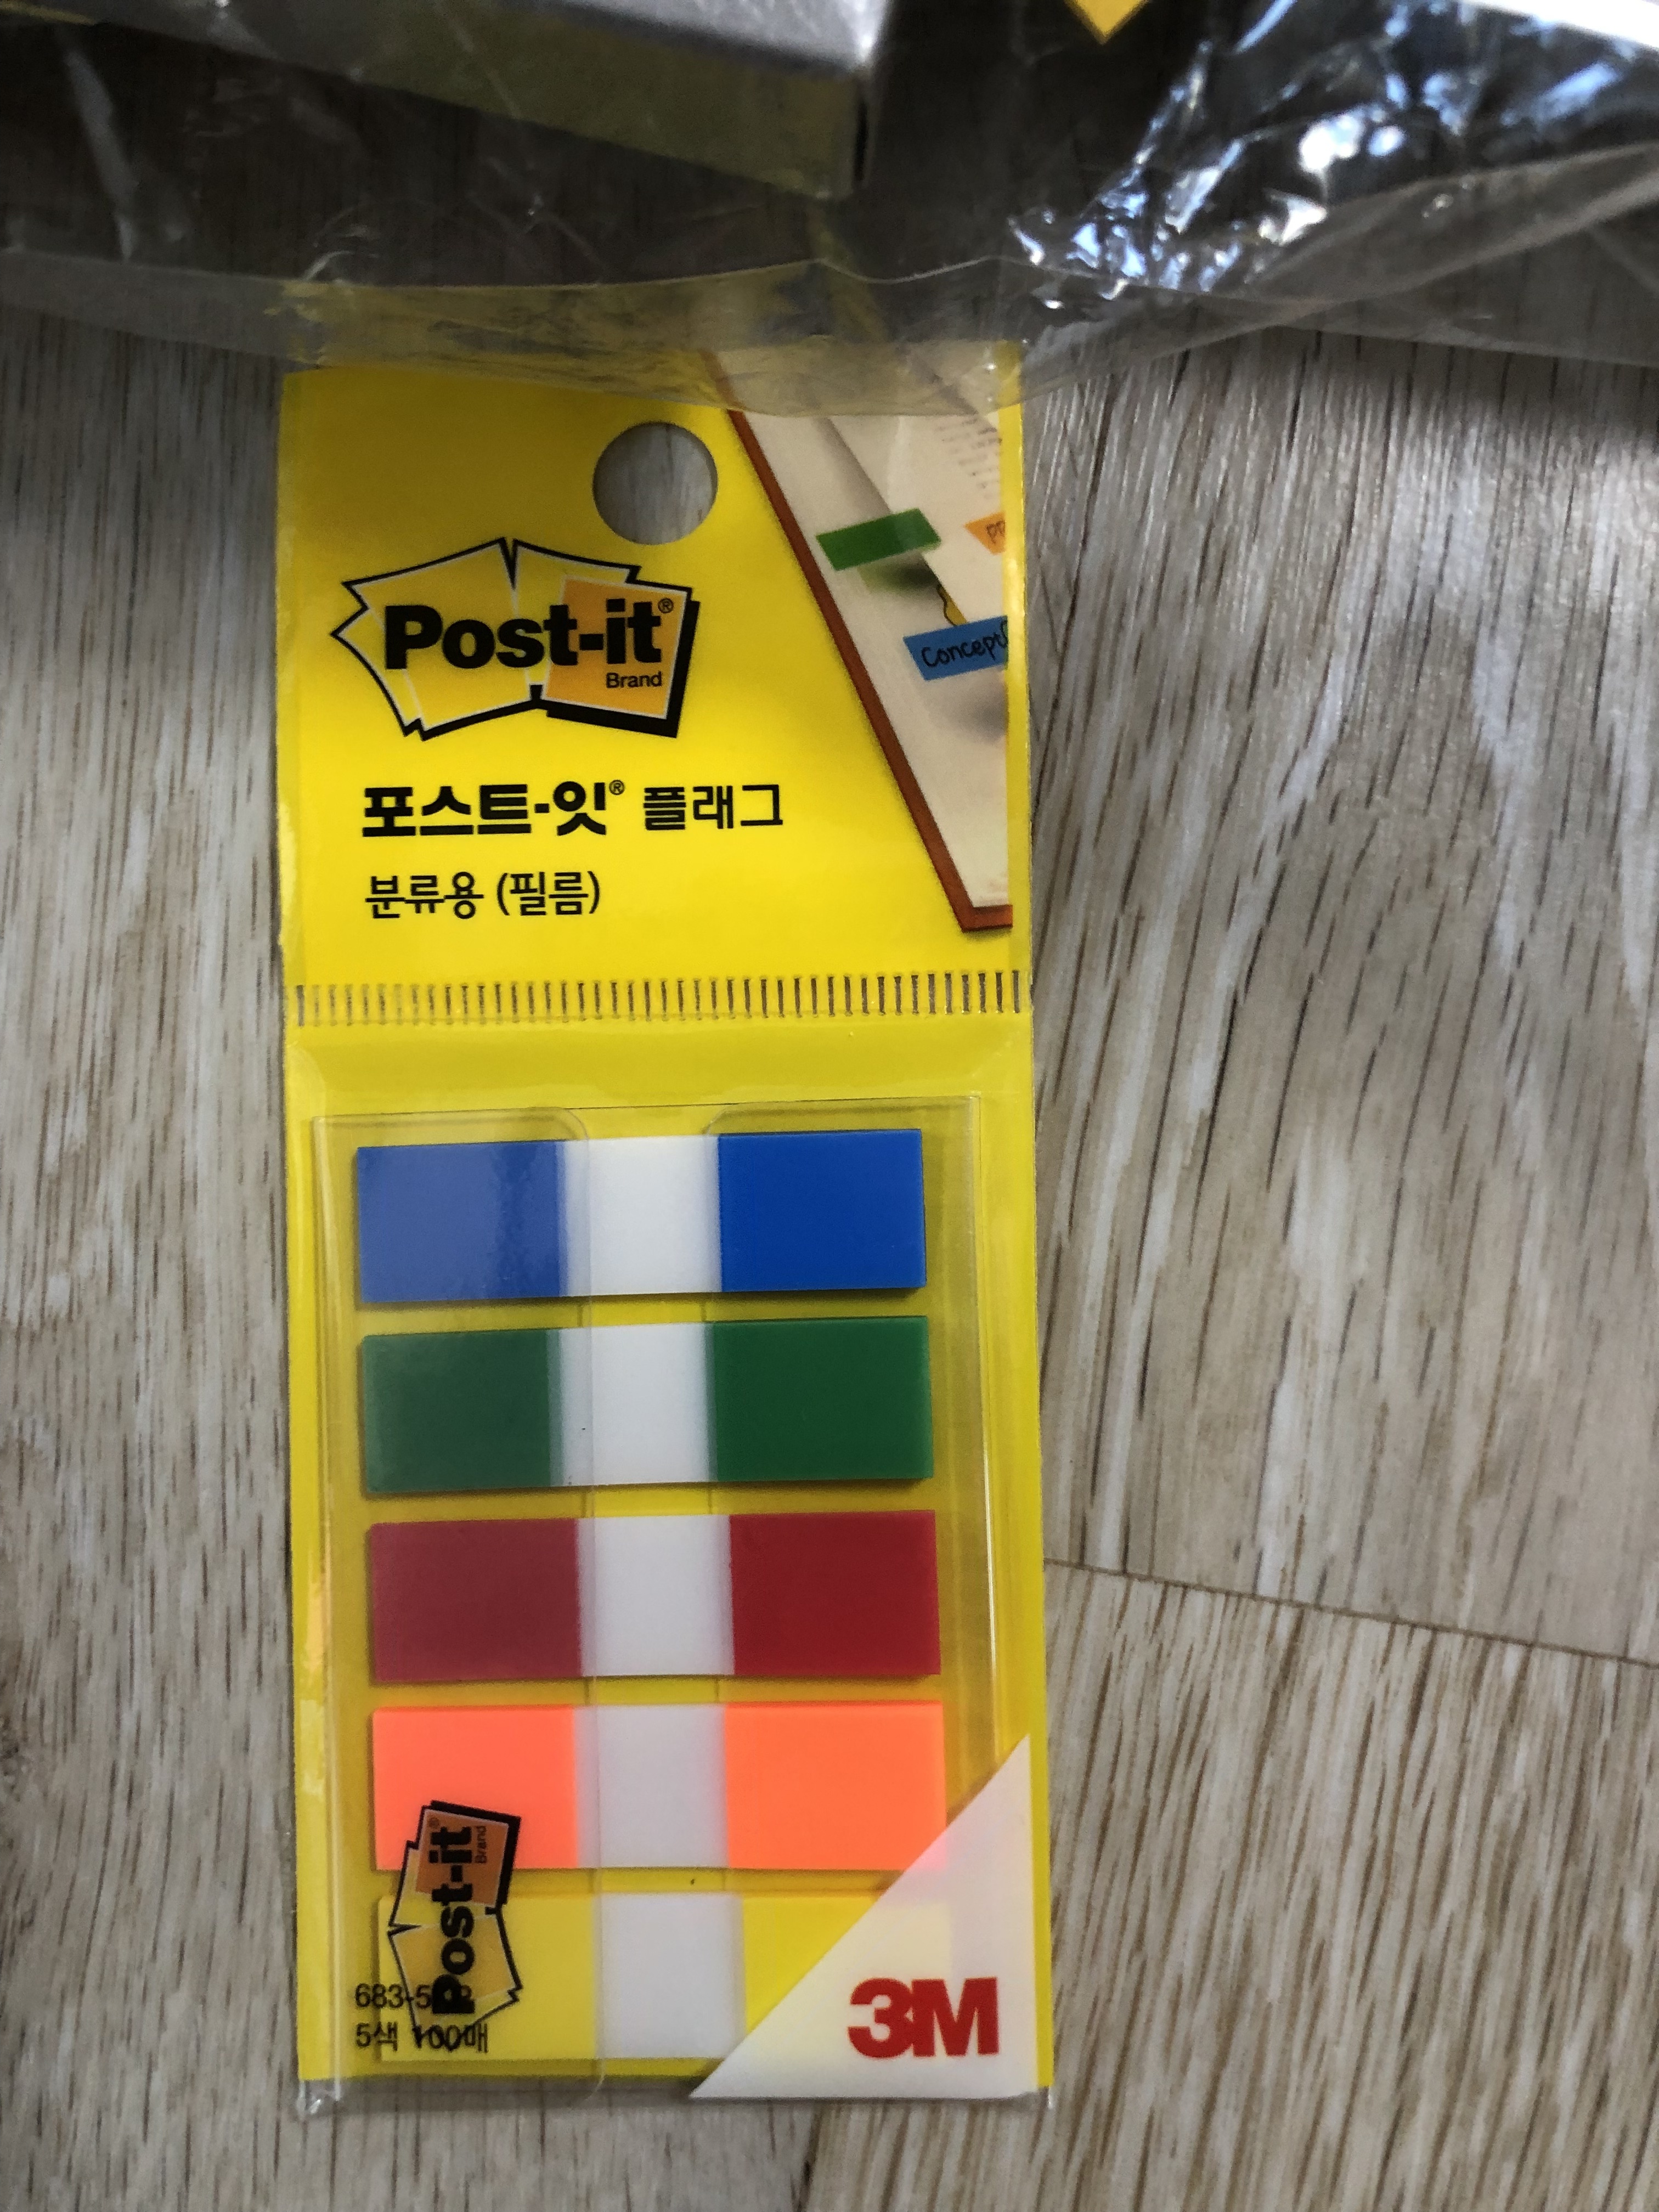 Post-it®
Brand
포스트-잇® 플래그
분류용 (필름)
Concept
Post-it®
Brand
5색 100매
3M